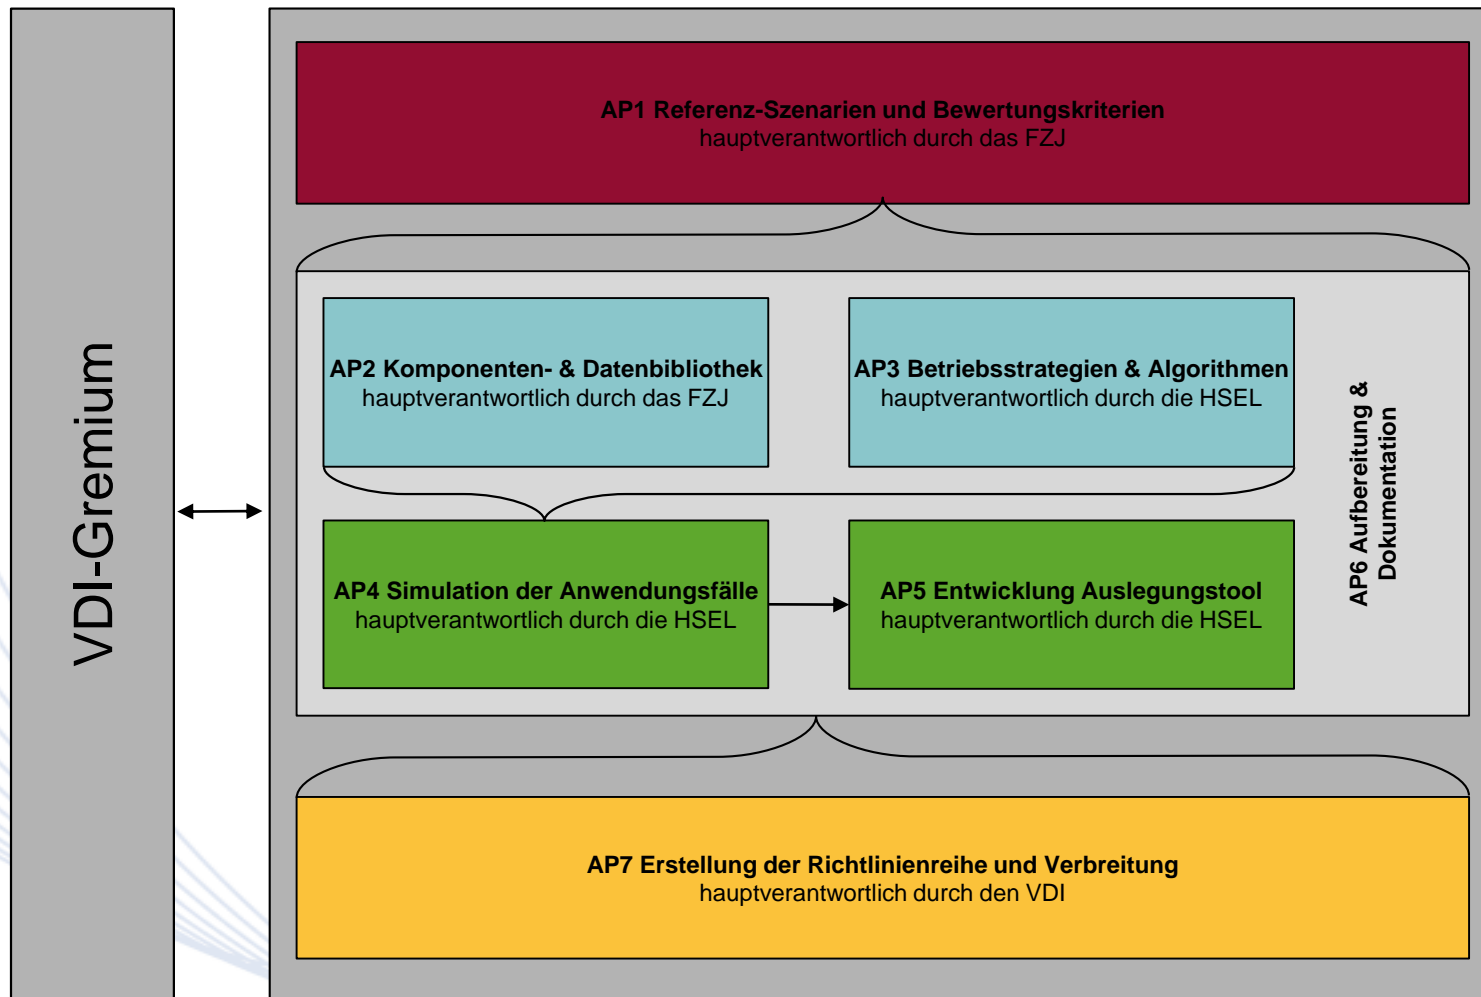 VDI-Gremium
AP1 Referenz-Szenarien und Bewertungskriterien
hauptverantwortlich durch das FZJ
AP2 Komponenten- & Datenbibliothek
hauptverantwortlich durch das FZJ
AP3 Betriebsstrategien & Algorithmen
hauptverantwortlich durch die HSEL
AP4 Simulation der Anwendungsfälle
hauptverantwortlich durch die HSEL
AP5 Entwicklung Auslegungstool
hauptverantwortlich durch die HSEL
AP6 Aufbereitung &
Dokumentation
AP7 Erstellung der Richtlinienreihe und Verbreitung
hauptverantwortlich durch den VDI